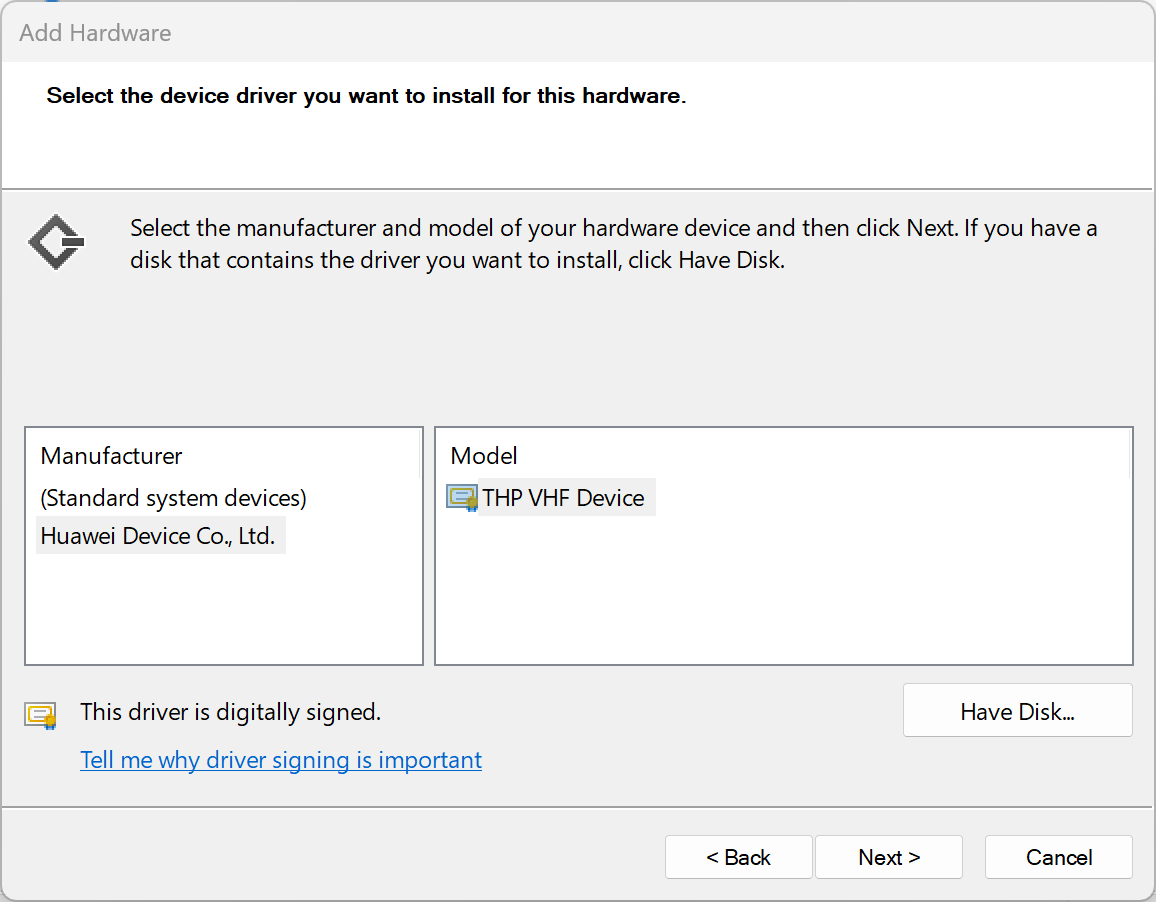 Add Hardware
Select the device driver you want to install for this hardware.
Select the manufacturer and model of your hardware device and then click Next. If you have a
disk that contains the driver you want to install, click Have Disk.
Manufacturer
(Standard system devices)
Huawei Device Co., Ltd.
Model
THP VHF Device
This driver is digitally signed.
Have Disk...
Tell me why driver signing is important
< Back
Next >
Cancel